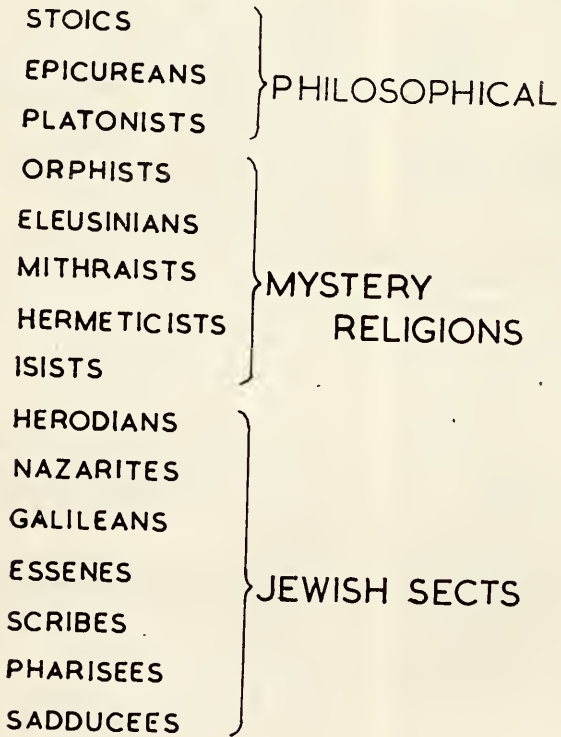 STOICS
EPICUREANS
PLATONISTS
PHILOSOPHICAL
ORPHISTS
ELEUSINIANS
MITHRAISTS
HERMETICISTS
ISISTS
MYSTERY
RELIGIONS
HERODIANS
NAZARITES
GALILEANS
ESSENES
SCRIBES
PHARISEES
SADDUCEES
JEWISH SECTS